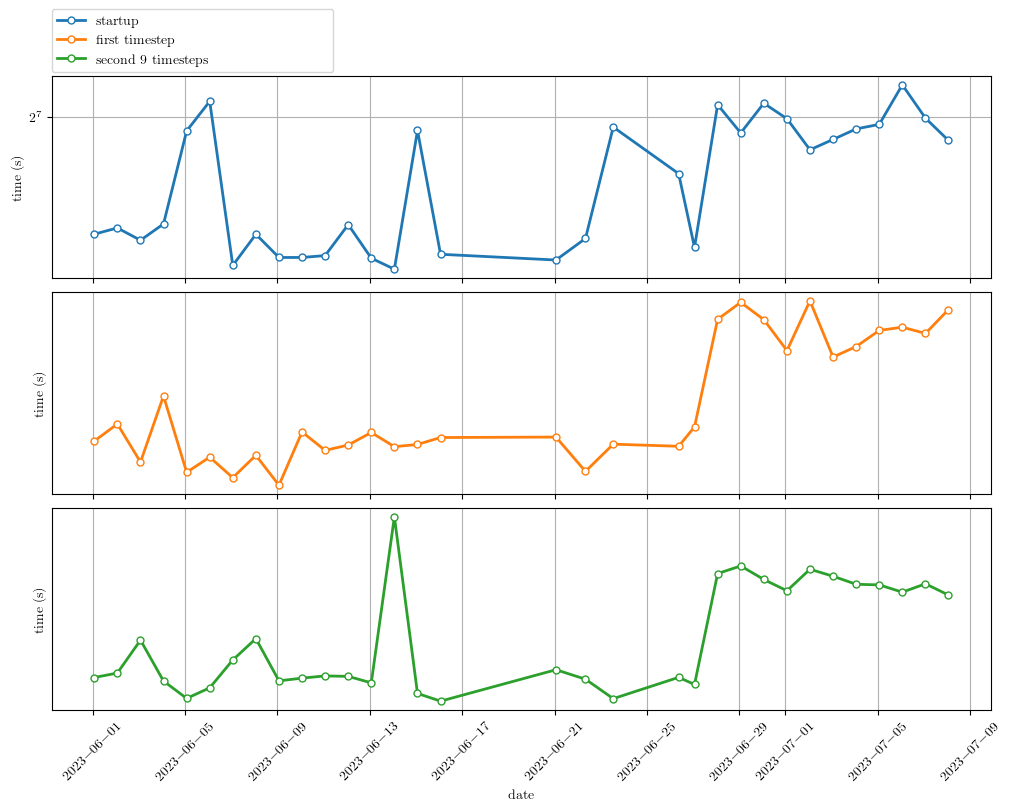 startup
first timestep
second 9 timesteps
2^7
time (s)
time (s)
time (s)
2023−06−01
2023−06−05
2023−06−09
2023−06−13
2023−06−17
2023−06−21
2023−06−25
2023−06−29
2023−07−01
2023−07−05
2023−07−09
date